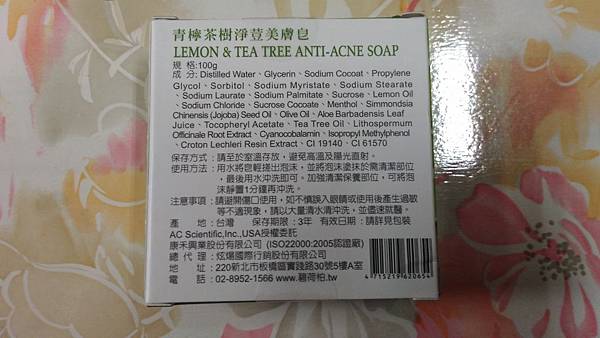 青檸茶樹淨荳美膚皂
LEMON & TEA TREE ANTI-ACNE SOAP
規 格:100g
成 分:Distilled Water、Glycerin、Sodium Cocoat、Propylene
Glycol、Sorbitol、Sodium Myristate、Sodium Stearate
、Sodium Laurate、Sodium Palmitate、Sucrose、Lemon Oil
、Sodium Chloride、Sucrose Cocoate、Menthol、Simmondsia
Chinensis (Jojoba) Seed Oil、Olive Oil、Aloe Barbadensis Leaf
Juice、Tocopheryl Acetate、Tea Tree Oil、Lithospermum
Officinale Root Extract、Cyanocobalamin、Isopropyl Methylphenol
、Croton Lechleri Resin Extract、CI 19140、CI 61570
保存方式：請至於室溫存放，避免高溫及陽光直射。
使用方法：用水將皂輕搓出泡沫，並將泡沫塗抹於需清潔部位
，最後用水沖洗即可。加強清潔保養部位，可將泡
沫靜置1分鐘再沖洗。
注意事項：請避開傷口使用，如不慎誤入眼睛或使用後產生過敏
等不適現象，請以大量清水清沖洗，並儘速就醫。
產 地：台灣 保存期限：3年 有效日期：請詳見包裝
AC Scientific,Inc.,USA授權委託
康禾興業股份有限公司 (ISO22000:2005認證廠)
總 代 理：炫煬國際行銷股份有限公司
地 址：220新北市板橋區實踐路30號5樓A室
電 話：02-8952-1566 www.碧荷柏.tw
4715219620654